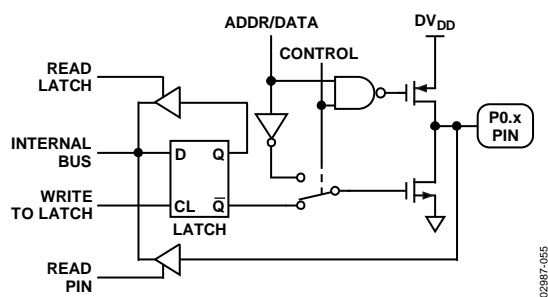 ADDR/DATA
DVDD
CONTROL
READ
LATCH
P0.x
PIN
INTERNAL
BUS
D Q
WRITE
TO LATCH
CL Q̅
LATCH
READ
PIN
02987-055